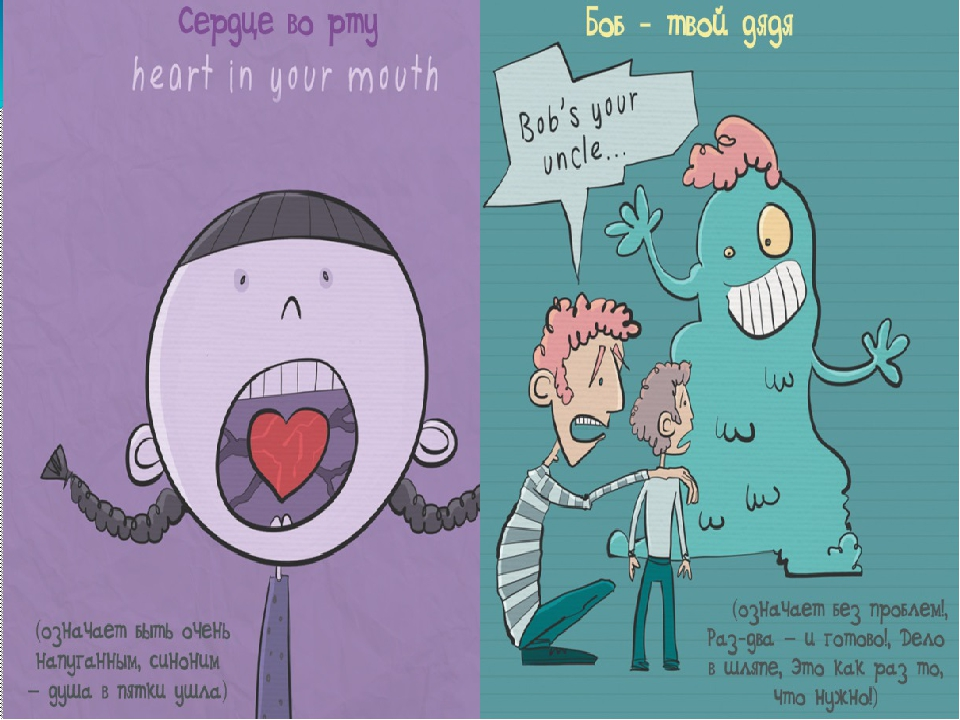 Сердце во рту
heart in your mouth
(означает быть очень
напуганным, синоним
– душа в пятки ушла)
Боб – твой дядя
Bob's your
uncle...
(означает без проблем!,
Раз-два – и готово!, Дело
в шляпе, Это как раз то,
что нужно!)